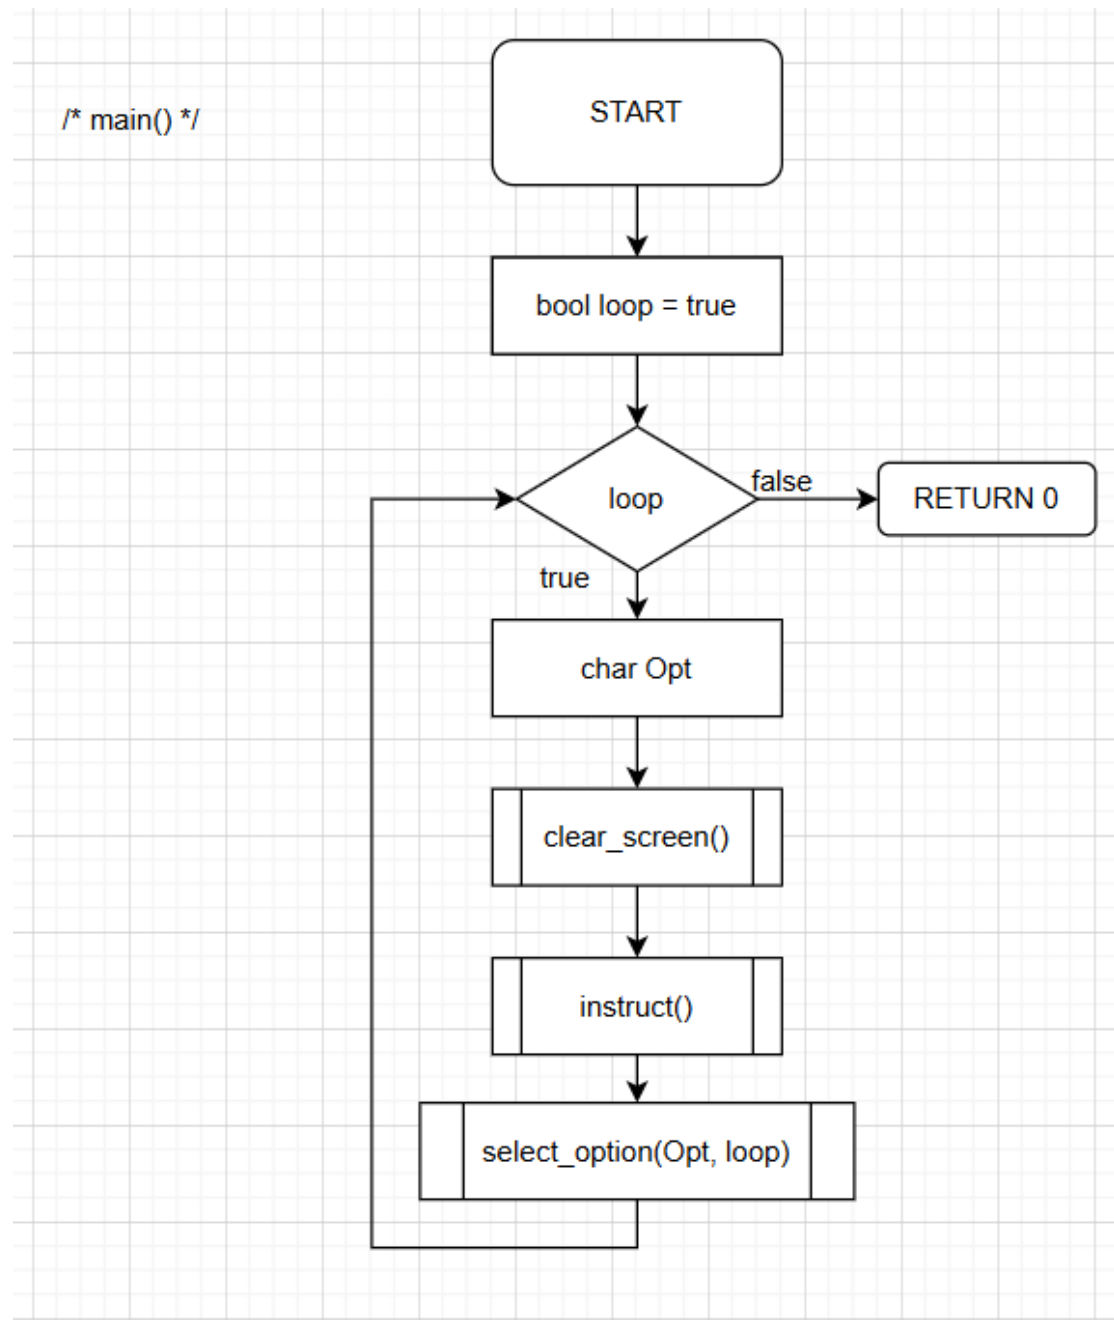 /* main() */
START
bool loop = true
loop
false
RETURN 0
true
char Opt
clear_screen()
instruct()
select_option(Opt, loop)